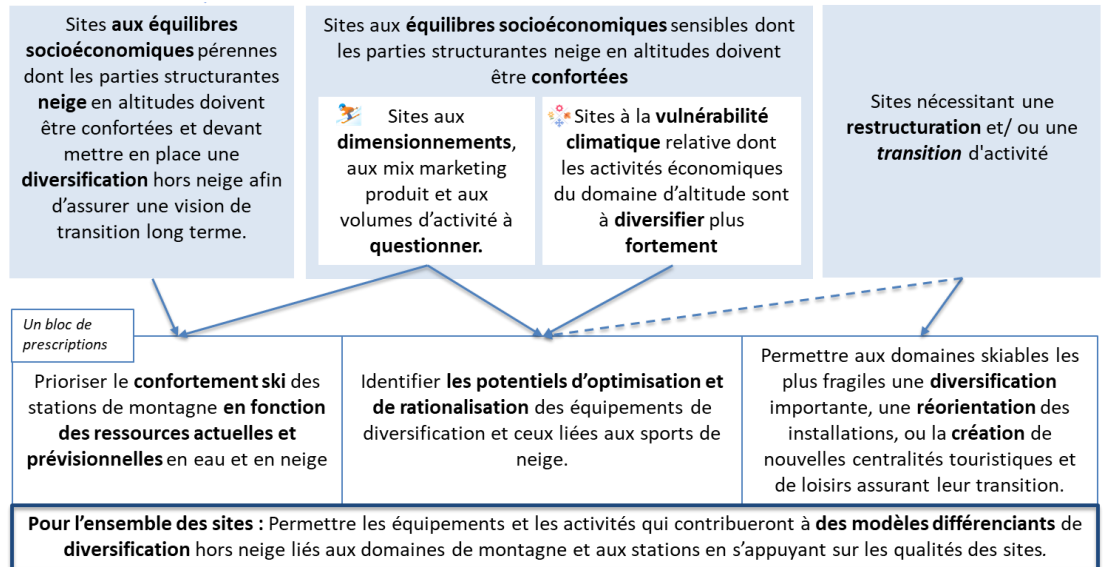 Sites aux équilibres
socioéconomiques pérennes
dont les parties structurantes
neige en altitudes doivent
être confortées et devant
mettre en place une
diversification hors neige afin
d’assurer une vision de
transition long terme.
Sites aux équilibres socioéconomiques sensibles dont
les parties structurantes neige en altitudes doivent
être confortées
Sites aux
dimensionnements,
aux mix marketing
produit et aux
volumes d’activité à
questionner.
Sites à la vulnérabilité
climatique relative dont
les activités économiques
du domaine d’altitude sont
à diversifier plus
fortement
Sites nécessitant une
restructuration et/ ou une
transition d'activité
Un bloc de
prescriptions
Prioriser le confortement ski des
stations de montagne en fonction
des ressources actuelles et
prévisionnelles en eau et en neige
Identifier les potentiels d’optimisation et
de rationalisation des équipements de
diversification et ceux liées aux sports de
neige.
Permettre aux domaines skiables les
plus fragiles une diversification
importante, une réorientation des
installations, ou la création de
nouvelles centralités touristiques et
de loisirs assurant leur transition.
Pour l’ensemble des sites : Permettre les équipements et les activités qui contribueront à des modèles différenciants de
diversification hors neige liés aux domaines de montagne et aux stations en s’appuyant sur les qualités des sites.